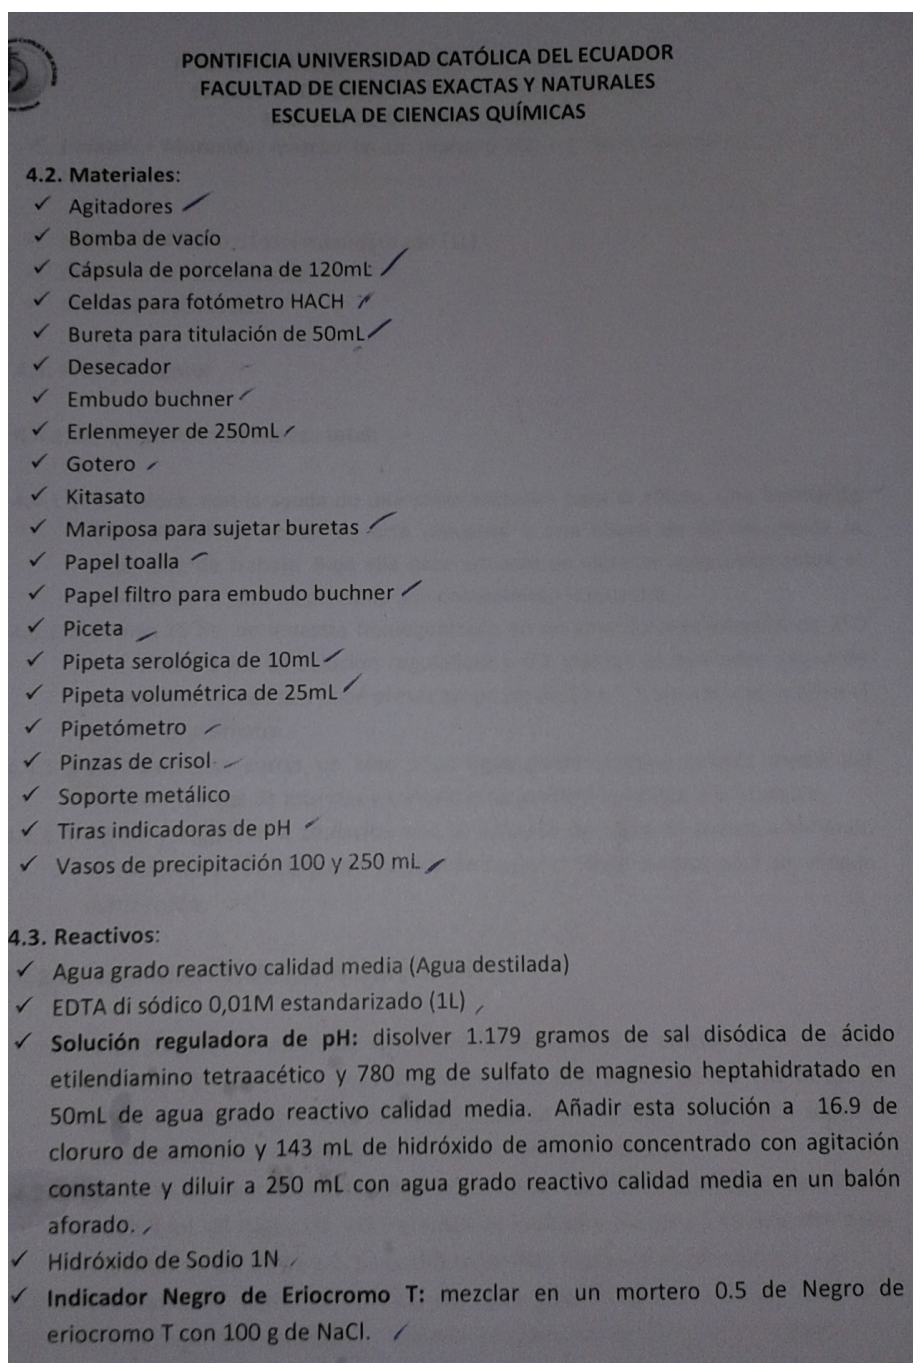 PONTIFICIA UNIVERSIDAD CATÓLICA DEL ECUADOR
FACULTAD DE CIENCIAS EXACTAS Y NATURALES
ESCUELA DE CIENCIAS QUÍMICAS
4.2. Materiales:
✓ Agitadores
✓ Bomba de vacío
✓ Cápsula de porcelana de 120mL
✓ Celdas para fotómetro HACH
✓ Bureta para titulación de 50mL
✓ Desecador
✓ Embudo buchner
✓ Erlenmeyer de 250mL
✓ Gotero
✓ Kitasato
✓ Mariposa para sujetar buretas
✓ Papel toalla
✓ Papel filtro para embudo buchner
✓ Piceta
✓ Pipeta serológica de 10mL
✓ Pipeta volumétrica de 25mL
✓ Pipetómetro
✓ Pinzas de crisol
✓ Soporte metálico
✓ Tiras indicadoras de pH
✓ Vasos de precipitación 100 y 250 mL
4.3. Reactivos:
✓ Agua grado reactivo calidad media (Agua destilada)
✓ EDTA di sódico 0,01M estandarizado (1L)
✓ Solución reguladora de pH: disolver 1.179 gramos de sal disódica de ácido
etilendiamino tetraacético y 780 mg de sulfato de magnesio heptahidratado en
50mL de agua grado reactivo calidad media. Añadir esta solución a 16.9 de
cloruro de amonio y 143 mL de hidróxido de amonio concentrado con agitación
constante y diluir a 250 mL con agua grado reactivo calidad media en un balón
aforado.
✓ Hidróxido de Sodio 1N
✓ Indicador Negro de Eriocromo T: mezclar en un mortero 0.5 de Negro de
eriocromo T con 100 g de NaCl.